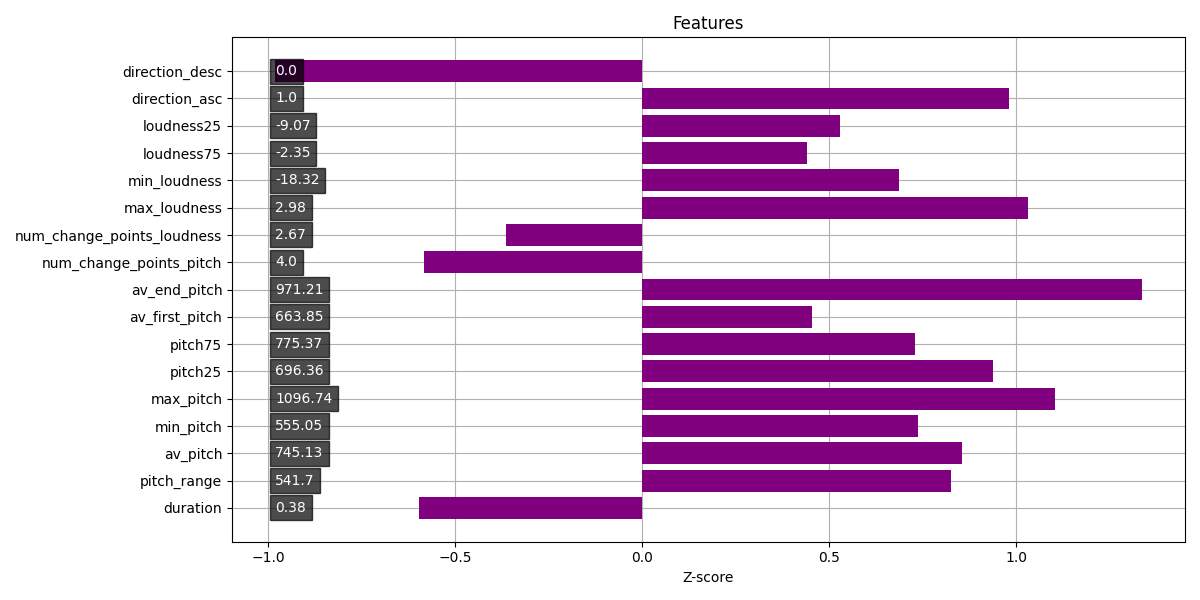 Features
direction_desc 0.0
direction_asc 1.0
loudness25 -9.07
loudness75 -2.35
min_loudness -18.32
max_loudness 2.98
num_change_points_loudness 2.67
num_change_points_pitch 4.0
av_end_pitch 971.21
av_first_pitch 663.85
pitch75 775.37
pitch25 696.36
max_pitch 1096.74
min_pitch 555.05
av_pitch 745.13
pitch_range 541.7
duration 0.38
−1.0 −0.5 0.0 0.5 1.0
Z-score